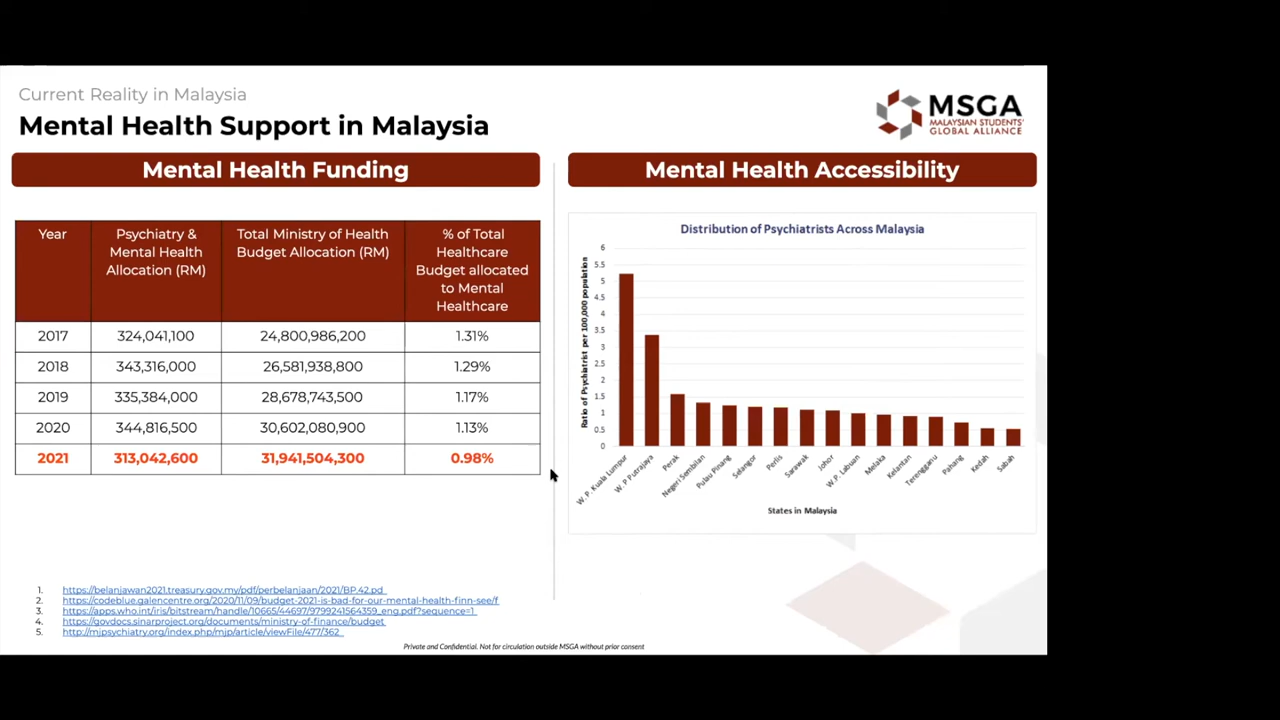 Current Reality in Malaysia
Mental Health Support in Malaysia
MSGA
MALAYSIAN STUDENTS'
GLOBAL ALLIANCE
Mental Health Funding
Year
Psychiatry &
Mental Health
Allocation (RM)
Total Ministry of Health
Budget Allocation (RM)
% of Total
Healthcare
Budget allocated
to Mental
Healthcare
2017 324,041,100 24,800,986,200 1.31%
2018 343,316,000 26,581,938,800 1.29%
2019 335,384,000 28,678,743,500 1.17%
2020 344,816,500 30,602,080,900 1.13%
2021 313,042,600 31,941,504,300 0.98%
Mental Health Accessibility
Distribution of Psychiatrists Across Malaysia
Ratio of Psychiatrist per 100,000 population
6
5.5
5
4.5
4
3.5
3
2.5
2
1.5
1
0.5
0
W.P. Kuala Lumpur
W.P Putrajaya
Perak
Negeri Sembilan
Pulau Pinang
Selangor
Perlis
Sarawak
Johor
W.P. Labuan
Melaka
Kelantan
Terengganu
Pahang
Kedah
Sabah
States in Malaysia
1. https://belanjawan2021.treasury.gov.my/pdf/perbelanjaan/2021/BP.42.pd
2. https://codeblue.galencentre.org/2020/11/09/budget-2021-is-bad-for-our-mental-health-finn-see/f
3. https://apps.who.int/iris/bitstream/handle/10665/44697/9799241564359_eng.pdf?sequence=1
4. https://govdocs.sinarproject.org/documents/ministry-of-finance/budget
5. http://mjpsychiatry.org/index.php/mjp/article/viewFile/477/362
Private and Confidential. Not for circulation outside MSGA without prior consent